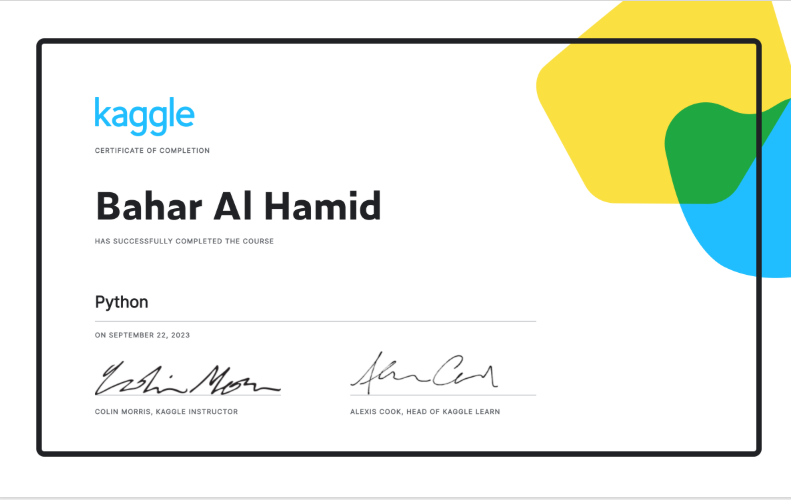 kaggle
CERTIFICATE OF COMPLETION
Bahar Al Hamid
HAS SUCCESSFULLY COMPLETED THE COURSE
Python
ON SEPTEMBER 22, 2023
Colin Morris
Alexis Cook
COLIN MORRIS, KAGGLE INSTRUCTOR
ALEXIS COOK, HEAD OF KAGGLE LEARN